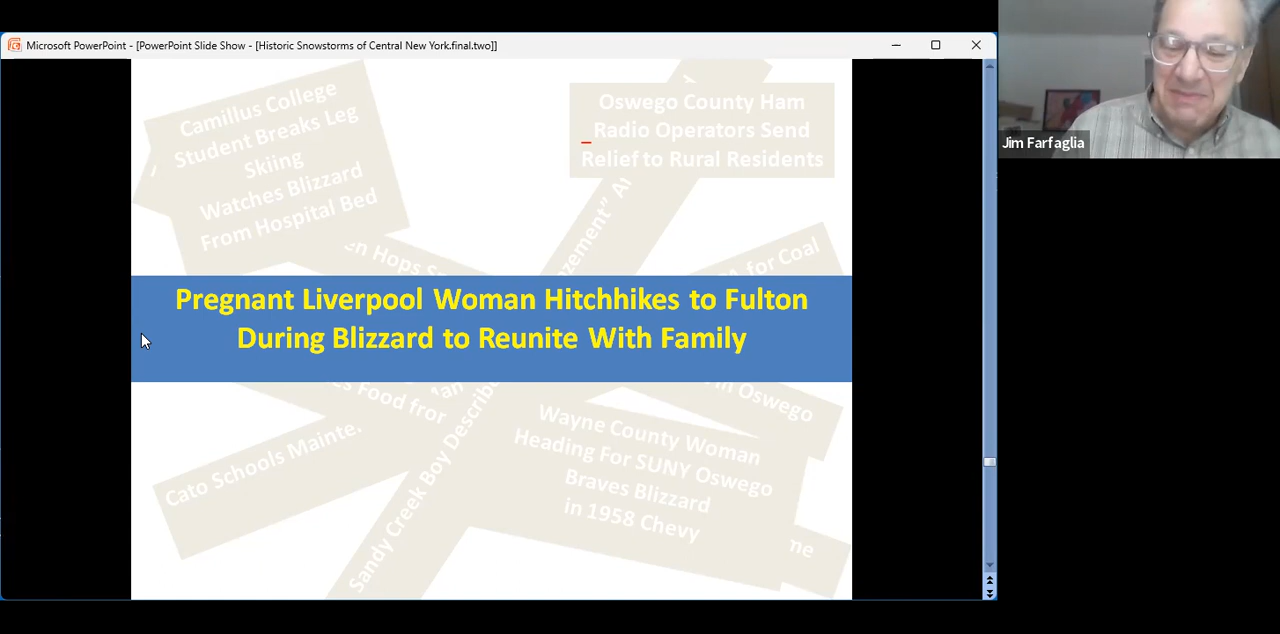 Microsoft PowerPoint - [PowerPoint Slide Show - [Historic Snowstorms of Central New York.final.two]]
Jim Farfaglia
Camillus College
Student Breaks Leg
Skiing
Watches Blizzard
From Hospital Bed
Oswego County Ham
Radio Operators Send
Relief to Rural Residents
for Coal
Hops
Pregnant Liverpool Woman Hitchhikes to Fulton
During Blizzard to Reunite With Family
Food
Oswego
Cato Schools
Sandy Creek Boy
Wayne County Woman
Heading For SUNY Oswego
Braves Blizzard
in 1958 Chevy